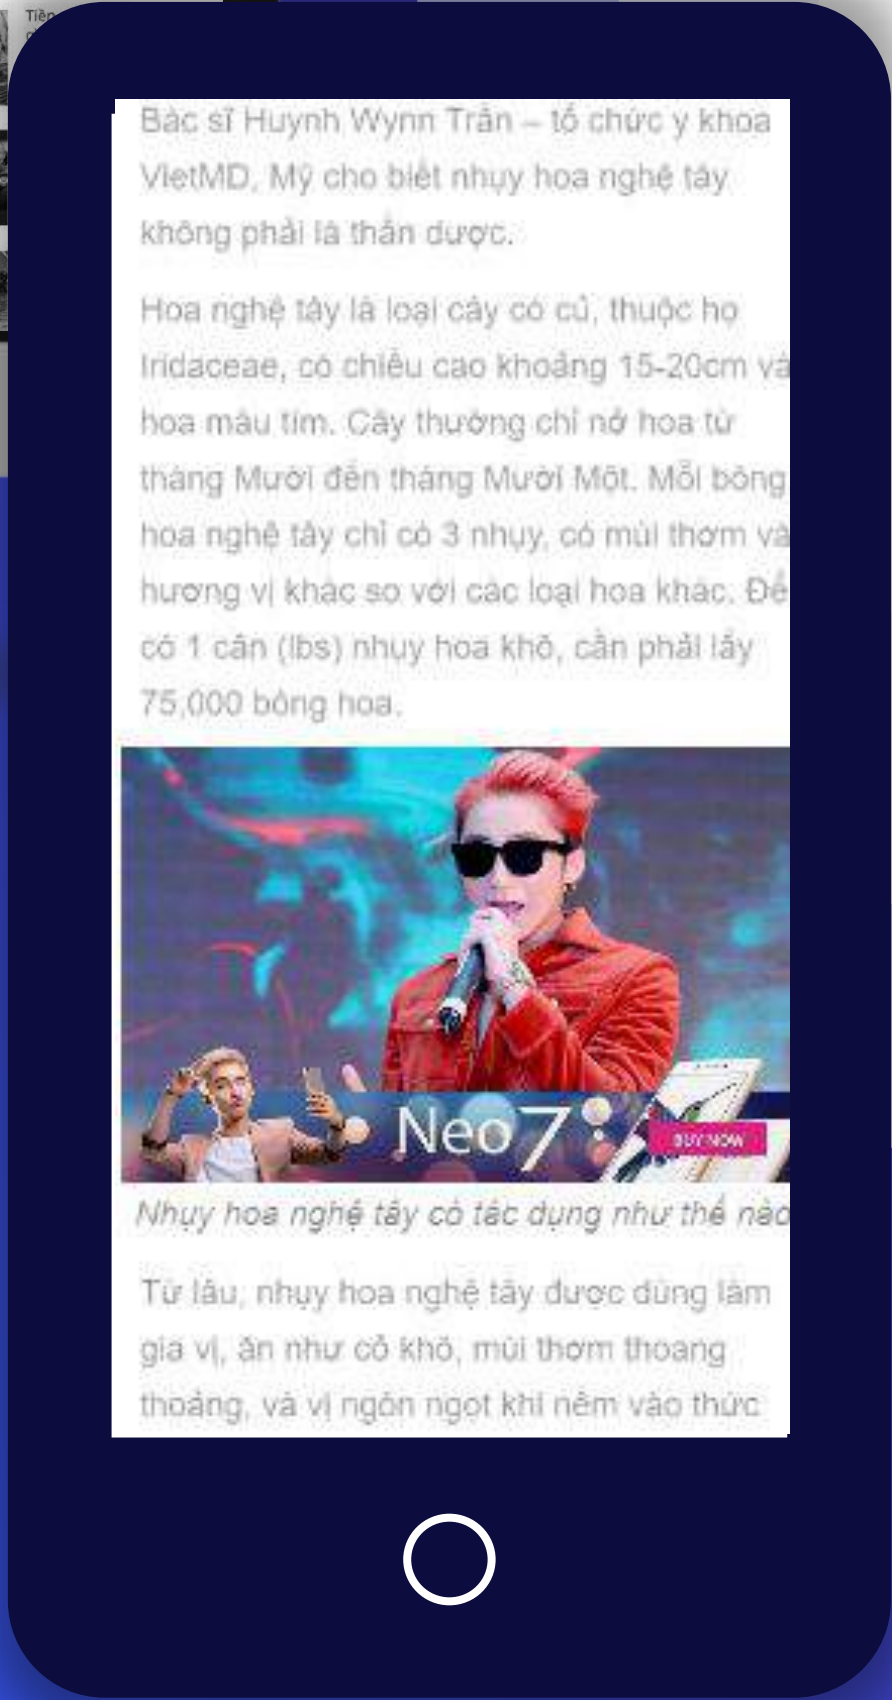 Tiền
Bác sĩ Huynh Wynn Trần – tổ chức y khoa
VietMD, Mỹ cho biết nhụy hoa nghệ tây
không phải là thần dược.
Hoa nghệ tây là loại cây có củ, thuộc họ
Iridaceae, có chiều cao khoảng 15-20cm và
hoa màu tím. Cây thường chỉ nở hoa từ
tháng Mười đến tháng Mười Một. Mỗi bông
hoa nghệ tây chỉ có 3 nhụy, có mùi thơm và
hương vị khác so với các loại hoa khác. Để
có 1 cân (lbs) nhụy hoa khô, cần phải lấy
75,000 bông hoa.
Neo 7
BUY NOW
Nhụy hoa nghệ tây có tác dụng như thế nào
Từ lâu, nhụy hoa nghệ tây được dùng làm
gia vị, ăn như cỏ khô, mùi thơm thoang
thoảng, và vị ngòn ngọt khi nêm vào thức